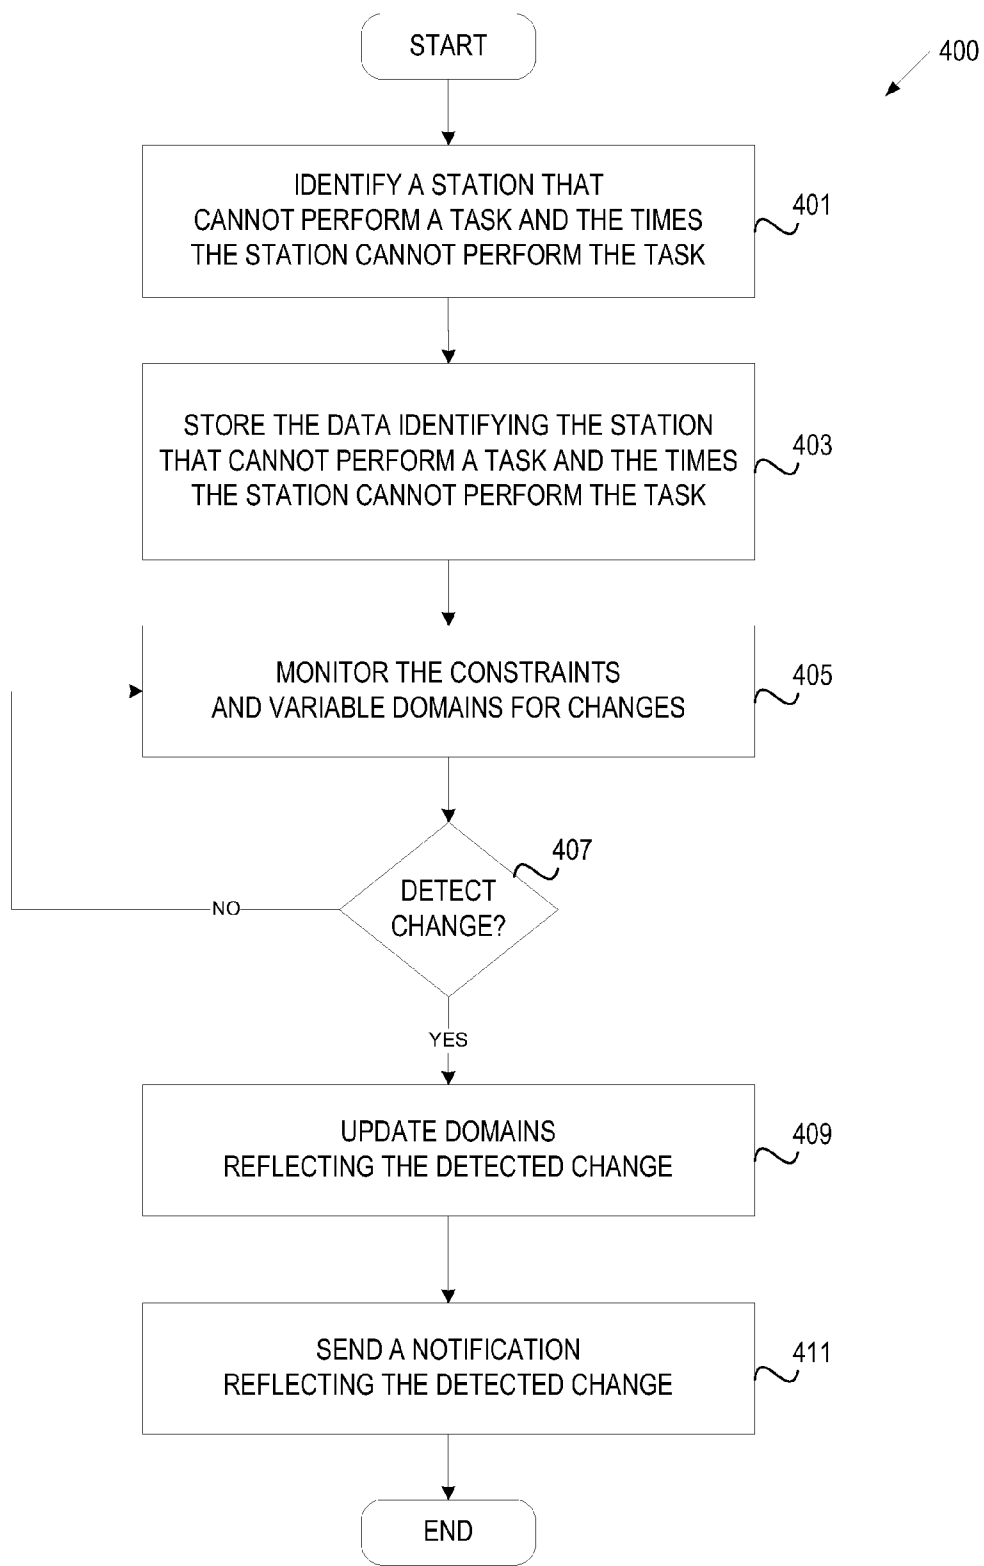 START
400
IDENTIFY A STATION THAT
CANNOT PERFORM A TASK AND THE TIMES
THE STATION CANNOT PERFORM THE TASK
401
STORE THE DATA IDENTIFYING THE STATION
THAT CANNOT PERFORM A TASK AND THE TIMES
THE STATION CANNOT PERFORM THE TASK
403
MONITOR THE CONSTRAINTS
AND VARIABLE DOMAINS FOR CHANGES
405
407
DETECT
CHANGE?
NO
YES
UPDATE DOMAINS
REFLECTING THE DETECTED CHANGE
409
SEND A NOTIFICATION
REFLECTING THE DETECTED CHANGE
411
END